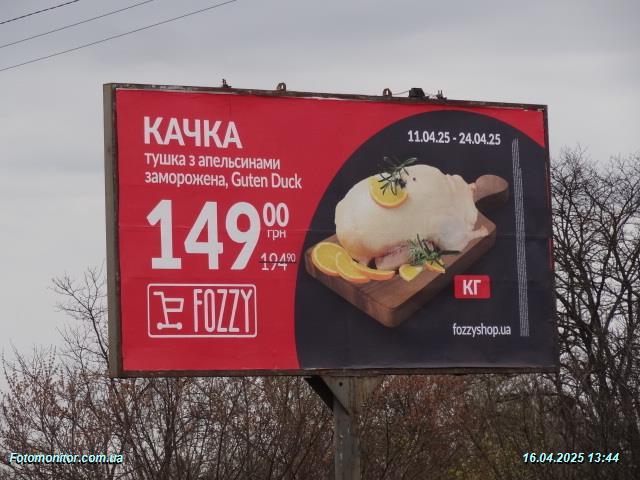 КАЧКА
тушка з апельсинами
заморожена, Guten Duck
149 00
грн
194 90
FOZZY
11.04.25 - 24.04.25
КГ
fozzyshop.ua
Fotomonitor.com.ua
16.04.2025 13:44